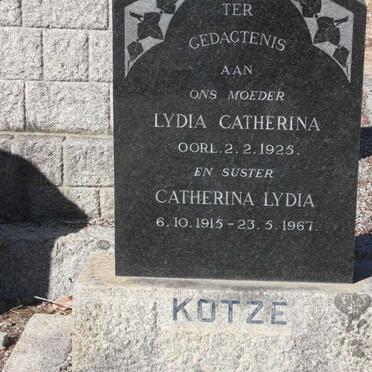 TER
GEDAGTENIS
AAN
ONS MOEDER
LYDIA CATHERINA
OORL. 2. 2. 1925.
EN SUSTER
CATHERINA LYDIA
6. 10. 1915 - 23. 5. 1967.
KOTZE